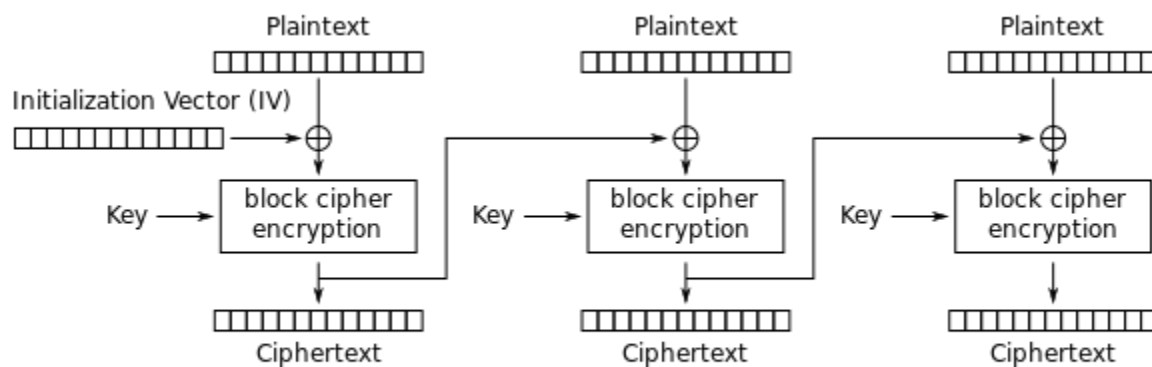 Plaintext
Plaintext
Plaintext
Initialization Vector (IV)
Key
block cipher
encryption
Key
block cipher
encryption
Key
block cipher
encryption
Ciphertext
Ciphertext
Ciphertext